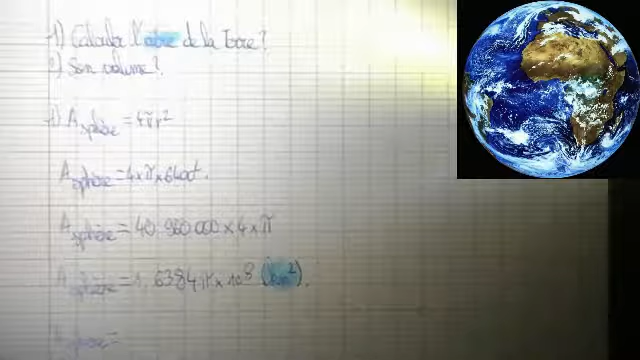 1) Calculer l'aire de la Terre?
2) Son volume?
1) A sphère = 4πr²
A sphère = 4×π×6400².
A sphère = 40 960 000 × 4 × π
A sphère = 1,6384π × 10⁸ (km²).
A sphère =